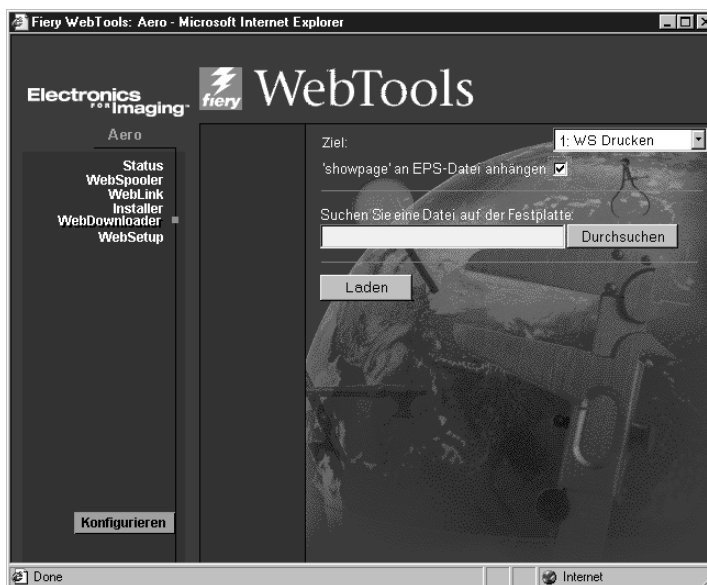 Fiery WebTools: Aero - Microsoft Internet Explorer
Electronics
FOR Imaging
fiery
WebTools
Aero
Status
WebSpooler
WebLink
Installer
WebDownloader
WebSetup
Konfigurieren
Ziel:
1: WS Drucken
'showpage' an EPS-Datei anhängen
Suchen Sie eine Datei auf der Festplatte:
Durchsuchen
Laden
Done
Internet